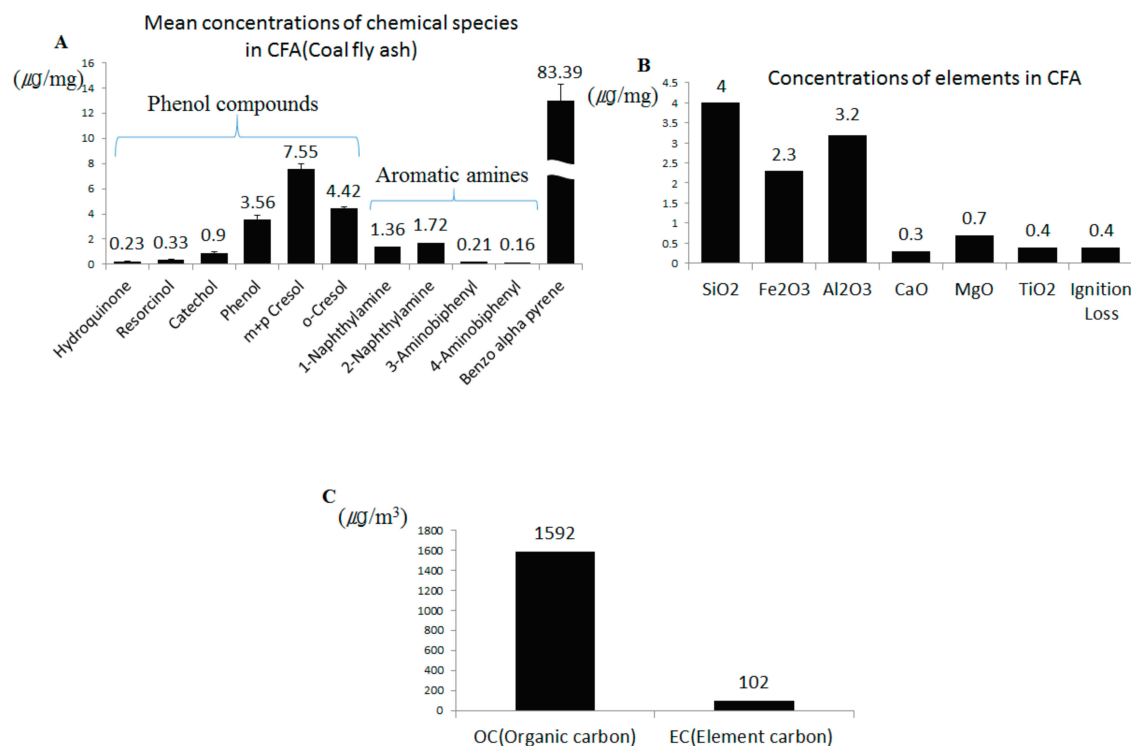 A
Mean concentrations of chemical species
in CFA(Coal fly ash)
(㎍/mg)
16
14
12
10
8
6
4
2
0
Phenol compounds
Aromatic amines
0.23
0.33
0.9
3.56
7.55
4.42
1.36
1.72
0.21
0.16
83.39
Hydroquinone
Resorcinol
Catechol
Phenol
m+p Cresol
o-Cresol
1-Naphthylamine
2-Naphthylamine
3-Aminobiphenyl
4-Aminobiphenyl
Benzo alpha pyrene
B
Concentrations of elements in CFA
(㎍/mg)
4.5
4
3.5
3
2.5
2
1.5
1
0.5
0
4
2.3
3.2
0.3
0.7
0.4
0.4
SiO2
Fe2O3
Al2O3
CaO
MgO
TiO2
Ignition
Loss
C
(㎍/m³)
1800
1600
1400
1200
1000
800
600
400
200
0
1592
102
OC(Organic carbon)
EC(Element carbon)